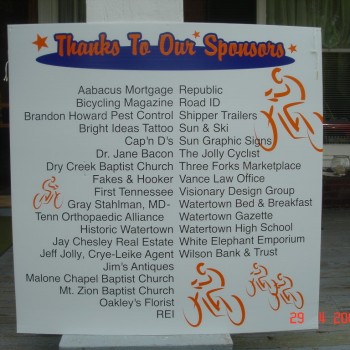 Thanks To Our Sponsors
Aabacus Mortgage
Bicycling Magazine
Brandon Howard Pest Control
Bright Ideas Tattoo
Cap'n D's
Dr. Jane Bacon
Dry Creek Baptist Church
Fakes & Hooker
First Tennessee
Gray Stahlman, MD-
Tenn Orthopaedic Alliance
Historic Watertown
Jay Chesley Real Estate
Jeff Jolly, Crye-Leike Agent
Jim's Antiques
Malone Chapel Baptist Church
Mt. Zion Baptist Church
Oakley's Florist
REI
Republic
Road ID
Shipper Trailers
Sun & Ski
Sun Graphic Signs
The Jolly Cyclist
Three Forks Marketplace
Vance Law Office
Visionary Design Group
Watertown Bed & Breakfast
Watertown Gazette
Watertown High School
White Elephant Emporium
Wilson Bank & Trust
29